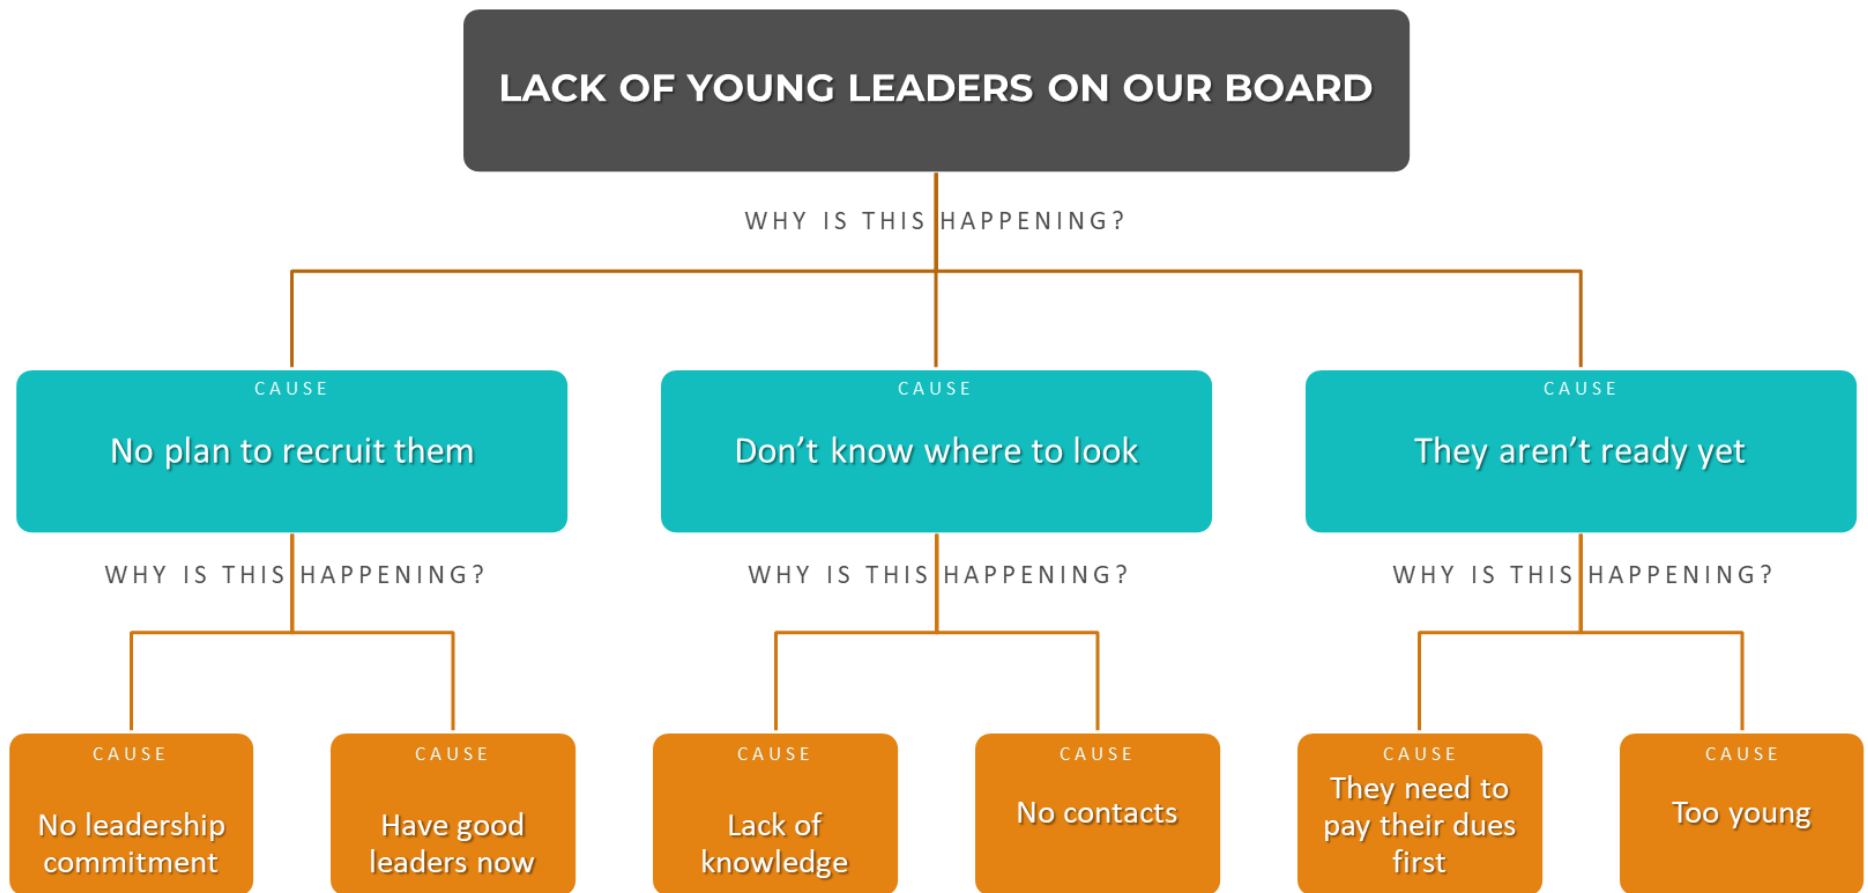 LACK OF YOUNG LEADERS ON OUR BOARD
WHY IS THIS HAPPENING?
CAUSE
No plan to recruit them
CAUSE
Don’t know where to look
CAUSE
They aren’t ready yet
WHY IS THIS HAPPENING?
WHY IS THIS HAPPENING?
WHY IS THIS HAPPENING?
CAUSE
No leadership
commitment
CAUSE
Have good
leaders now
CAUSE
Lack of
knowledge
CAUSE
No contacts
CAUSE
They need to
pay their dues
first
CAUSE
Too young